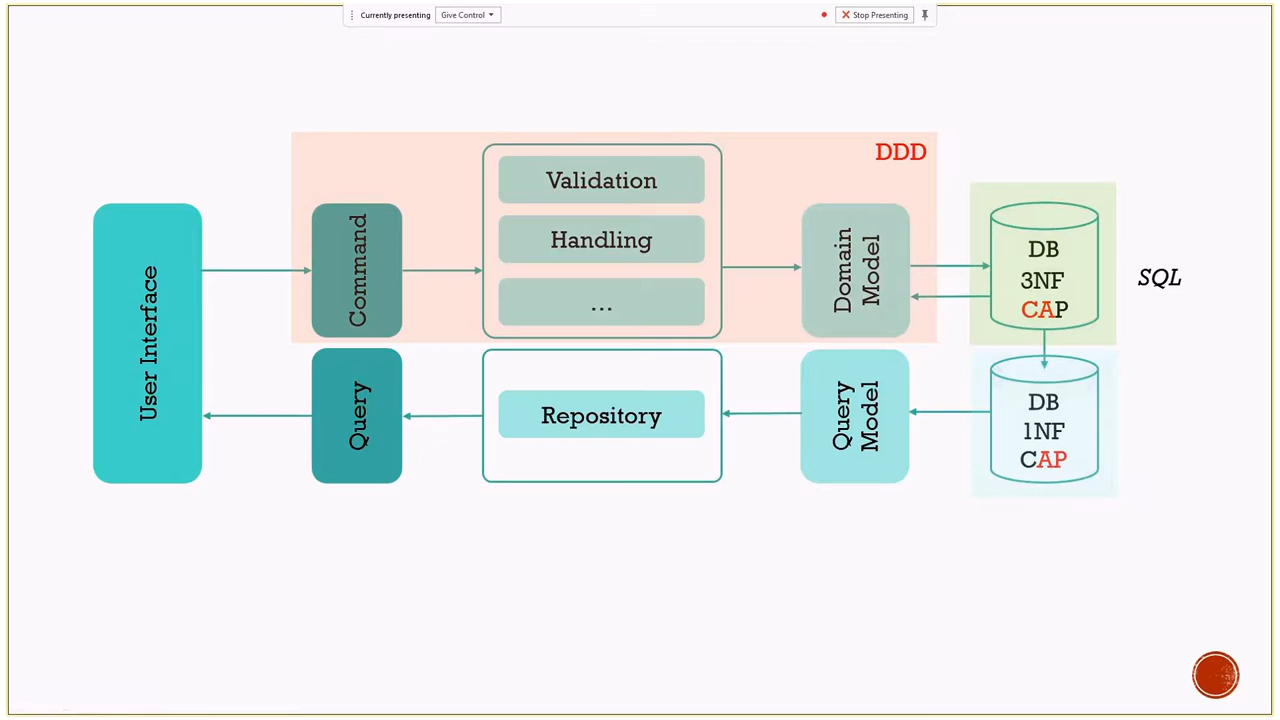 Currently presenting
Give Control
Stop Presenting
DDD
User Interface
Command
Validation
Handling
...
Domain
Model
DB
3NF
CAP
SQL
Query
Repository
Query
Model
DB
1NF
CAP